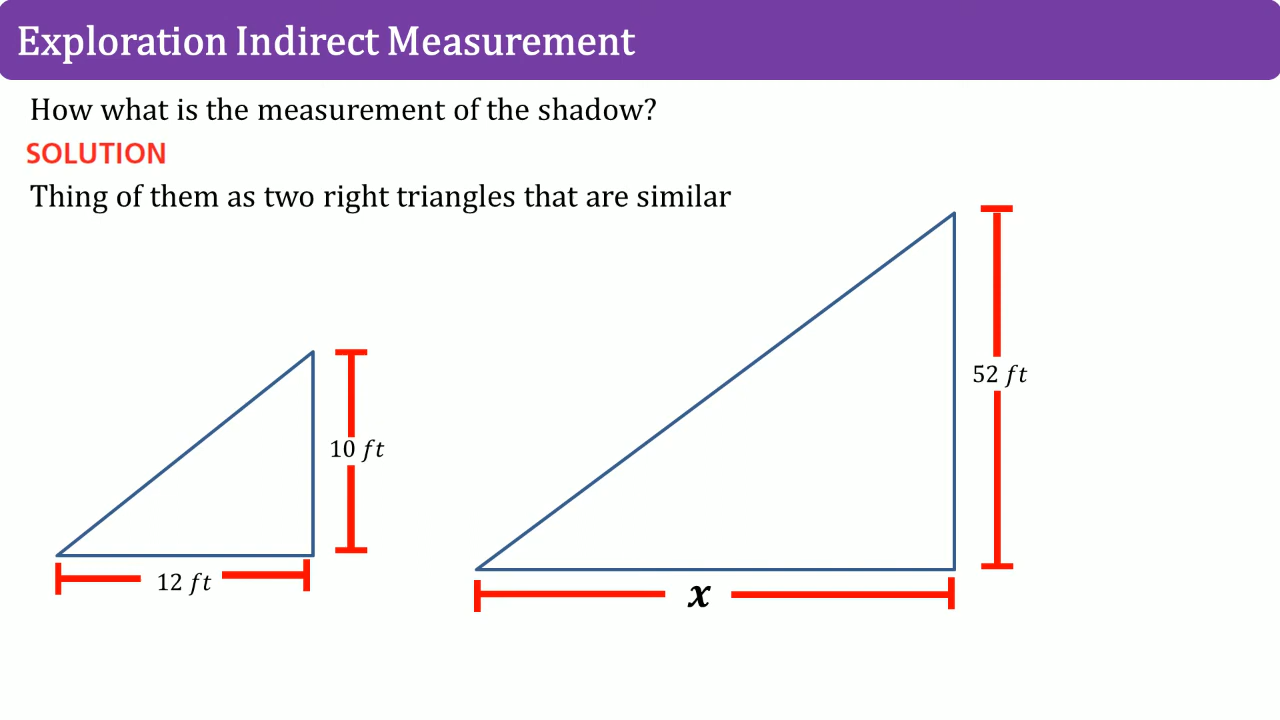 Exploration Indirect Measurement
How what is the measurement of the shadow?
SOLUTION
Thing of them as two right triangles that are similar
52 ft
10 ft
12 ft
x